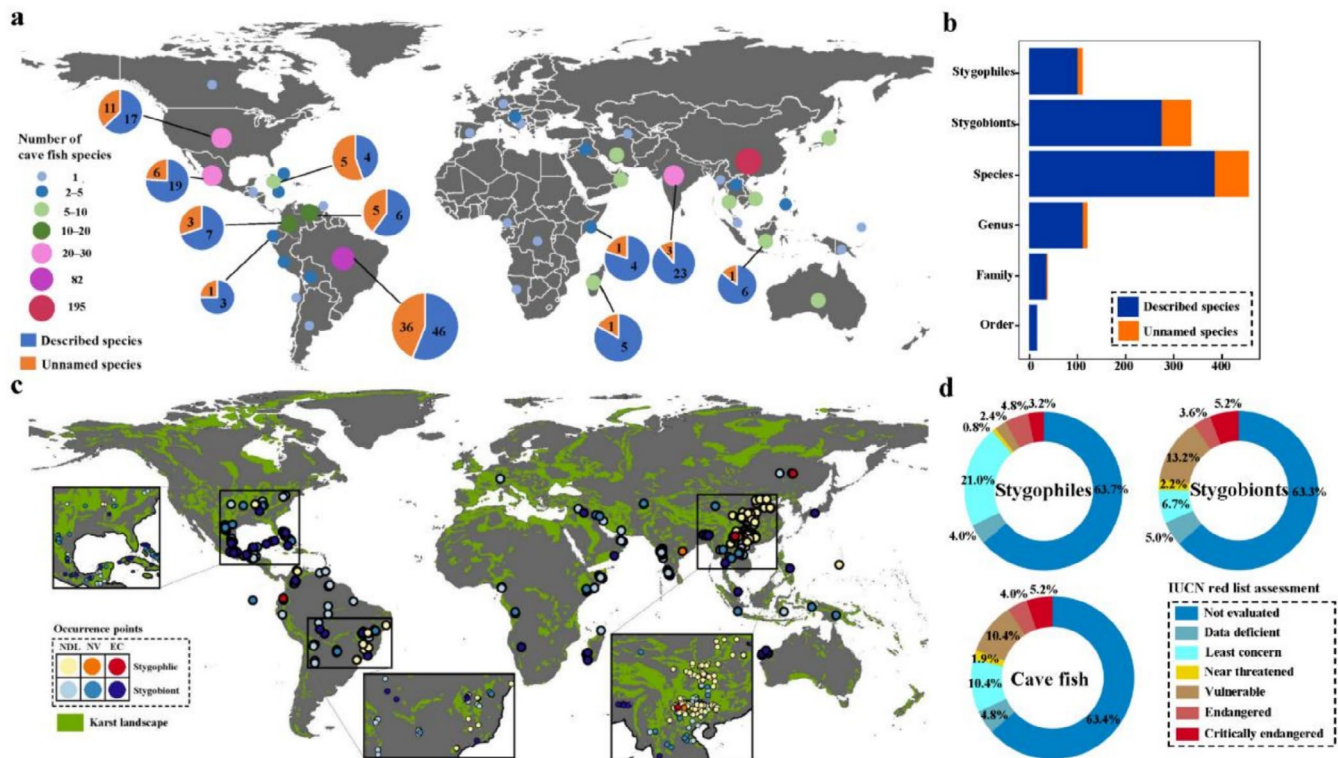 a
11
17
Number of
cave fish species
1
2–5
5–10
10–20
20–30
82
195
Described species
Unnamed species
6
19
5
4
3
7
5
6
1
3
36
46
1
4
3
23
1
6
1
5
b
Stygophiles
Stygobionts
Species
Genus
Family
Order
Described species
Unnamed species
0
100
200
300
400
c
Occurrence points
NDL NV EC
Stygophlic
Stygobiont
Karst landscape
d
0.8%
2.4%
4.8%
3.2%
21.0%
4.0%
63.7%
Stygophiles
3.6%
5.2%
13.2%
2.2%
6.7%
5.0%
63.3%
Stygobionts
4.0%
5.2%
10.4%
1.9%
10.4%
4.8%
63.4%
Cave fish
IUCN red list assessment
Not evaluated
Data deficient
Least concern
Near threatened
Vulnerable
Endangered
Critically endangered